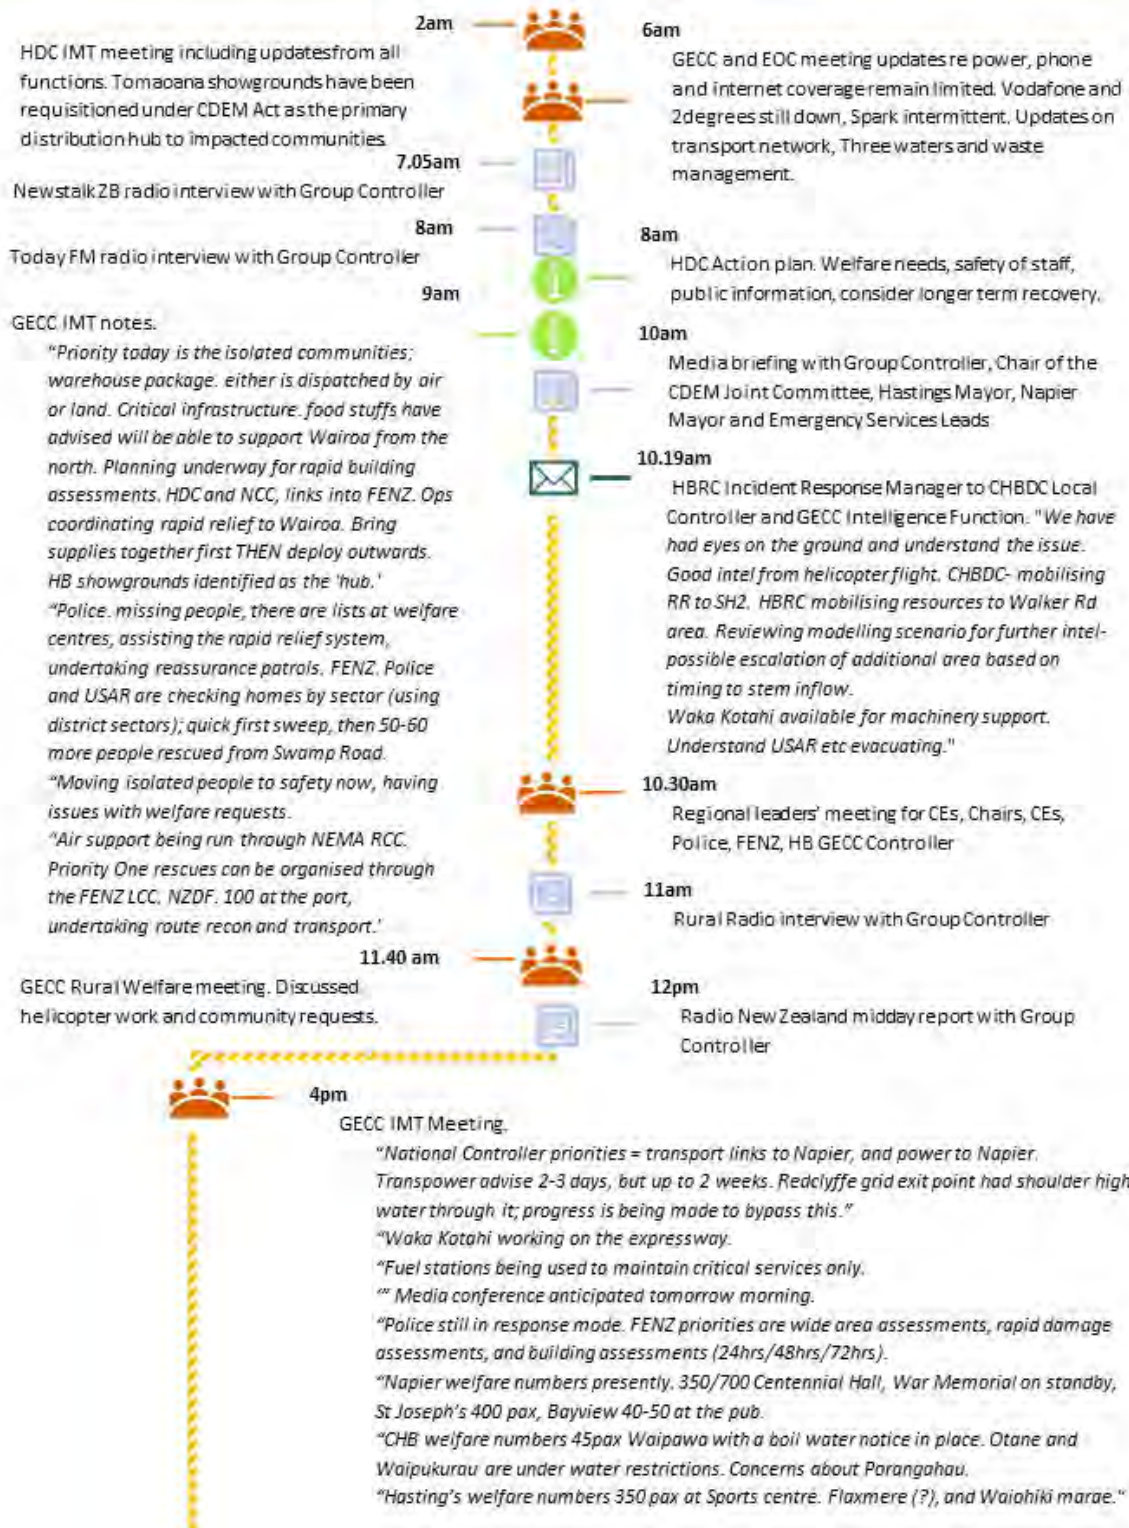 2am
HDC IMT meeting including updatesfrom all
functions. Tomaoana showgrounds have been
requisitioned under CDEM Act as the primary
distribution hub to impacted communities.
6am
GECC and EOC meeting updates re power, phone
and internet coverage remain limited. Vodafone and
2degrees still down, Spark intermittent. Updates on
transport network, Three waters and waste
management.
7.05am
Newstalk ZB radio interview with Group Controller
8am
Today FM radio interview with Group Controller
8am
HDC Action plan. Welfare needs, safety of staff,
public information, consider longer term recovery.
9am
GECC IMT notes.
"Priority today is the isolated communities;
warehouse package. either is dispatched by air
or land. Critical infrastructure. food stuffs have
advised will be able to support Wairoa from the
north. Planning underway for rapid building
assessments. HDC and NCC, links into FENZ. Ops
coordinating rapid relief to Wairoa. Bring
supplies together first THEN deploy outwards.
HB showgrounds identified as the 'hub.'
"Police. missing people, there are lists at welfare
centres, assisting the rapid relief system,
undertaking reassurance patrols. FENZ. Police
and USAR are checking homes by sector (using
district sectors); quick first sweep, then 50-60
more people rescued from Swamp Road.
"Moving isolated people to safety now, having
issues with welfare requests.
"Air support being run through NEMA RCC.
Priority One rescues can be organised through
the FENZ LCC. NZDF. 100 at the port,
undertaking route recon and transport.'
10am
Media briefing with Group Controller, Chair of the
CDEM Joint Committee, Hastings Mayor, Napier
Mayor and Emergency Services Leads
10.19am
HBRC Incident Response Manager to CHBDC Local
Controller and GECC Intelligence Function. "We have
had eyes on the ground and understand the issue.
Good intel from helicopter flight. CHBDC- mobilising
RR to SH2. HBRC mobilising resources to Walker Rd
area. Reviewing modelling scenario for further intel-
possible escalation of additional area based on
timing to stem inflow.
Waka Kotahi available for machinery support.
Understand USAR etc evacuating."
10.30am
Regional leaders' meeting for CEs, Chairs, CEs,
Police, FENZ, HB GECC Controller
11am
Rural Radio interview with Group Controller
11.40 am
GECC Rural Welfare meeting. Discussed
helicopter work and community requests.
12pm
Radio New Zealand midday report with Group
Controller
4pm
GECC IMT Meeting.
"National Controller priorities = transport links to Napier, and power to Napier.
Transpower advise 2-3 days, but up to 2 weeks. Redclyffe grid exit point had shoulder high
water through it; progress is being made to bypass this."
"Waka Kotahi working on the expressway.
"Fuel stations being used to maintain critical services only.
"" Media conference anticipated tomorrow morning.
"Police still in response mode. FENZ priorities are wide area assessments, rapid damage
assessments, and building assessments (24hrs/48hrs/72hrs).
"Napier welfare numbers presently. 350/700 Centennial Hall, War Memorial on standby,
St Joseph's 400 pax, Bayview 40-50 at the pub.
"CHB welfare numbers 45pax Waipawa with a boil water notice in place. Otane and
Waipukurau are under water restrictions. Concerns about Porangahau.
"Hasting's welfare numbers 350 pax at Sports centre. Flaxmere (?), and Waiohiki marae."